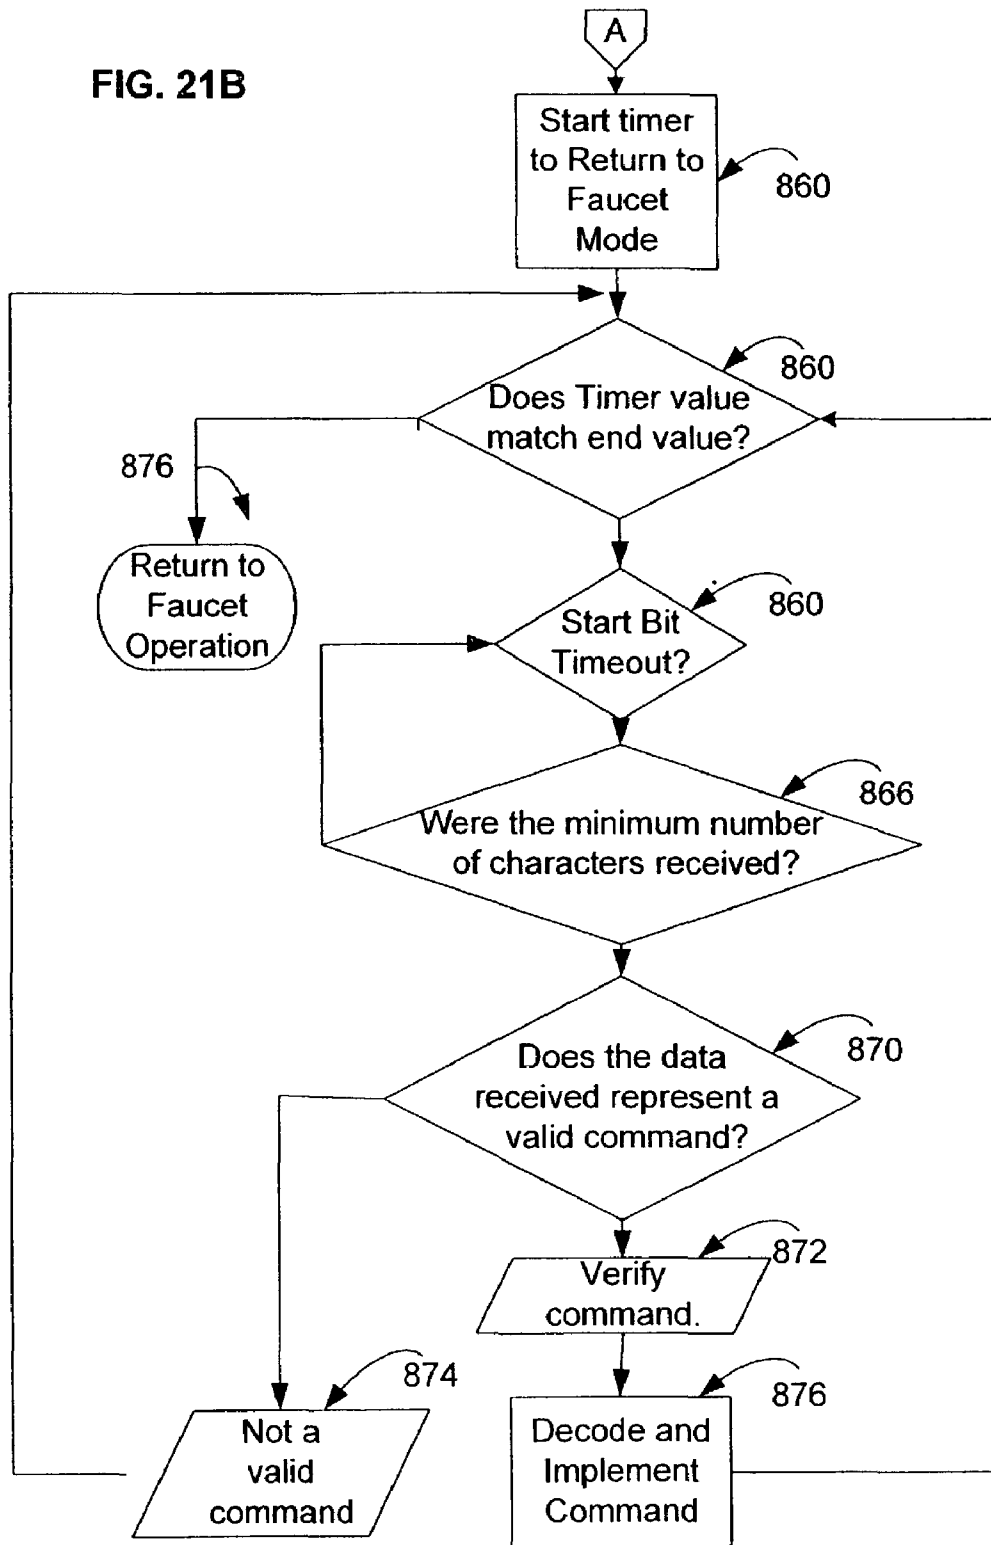 A
FIG. 21B
Start timer
to Return to
Faucet
Mode
860
Does Timer value
match end value?
860
876
Return to
Faucet
Operation
Start Bit
Timeout?
860
Were the minimum number
of characters received?
866
Does the data
received represent a
valid command?
870
Verify
command.
872
Not a
valid
command
874
Decode and
Implement
Command
876